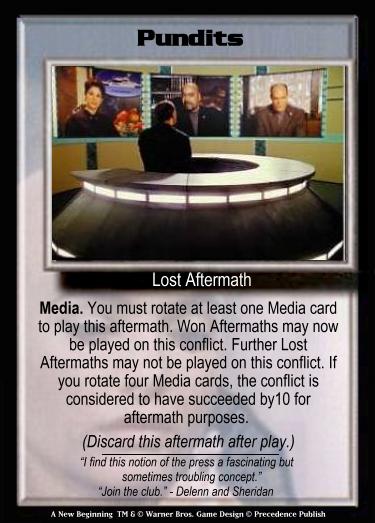 Pundits
Lost Aftermath
Media. You must rotate at least one Media card
to play this aftermath. Won Aftermaths may now
be played on this conflict. Further Lost
Aftermaths may not be played on this conflict. If
you rotate four Media cards, the conflict is
considered to have succeeded by10 for
aftermath purposes.
(Discard this aftermath after play.)
“I find this notion of the press a fascinating but
sometimes troubling concept.”
“Join the club.” - Delenn and Sheridan
A New Beginning TM & © Warner Bros. Game Design © Precedence Publish